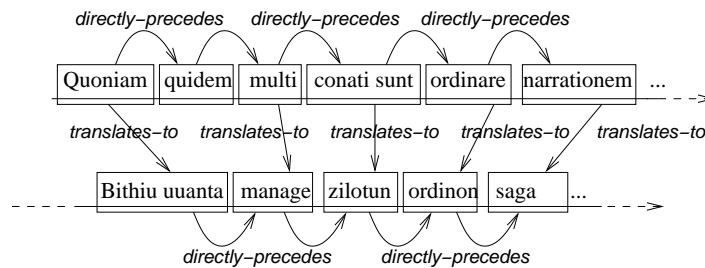 directly-precedes directly-precedes directly-precedes
Quoniam quidem multi conati sunt ordinare narrationem ...
translates-to translates-to translates-to translates-to translates-to
Bithiu uuanta manage zilotun ordinon saga ...
directly-precedes directly-precedes